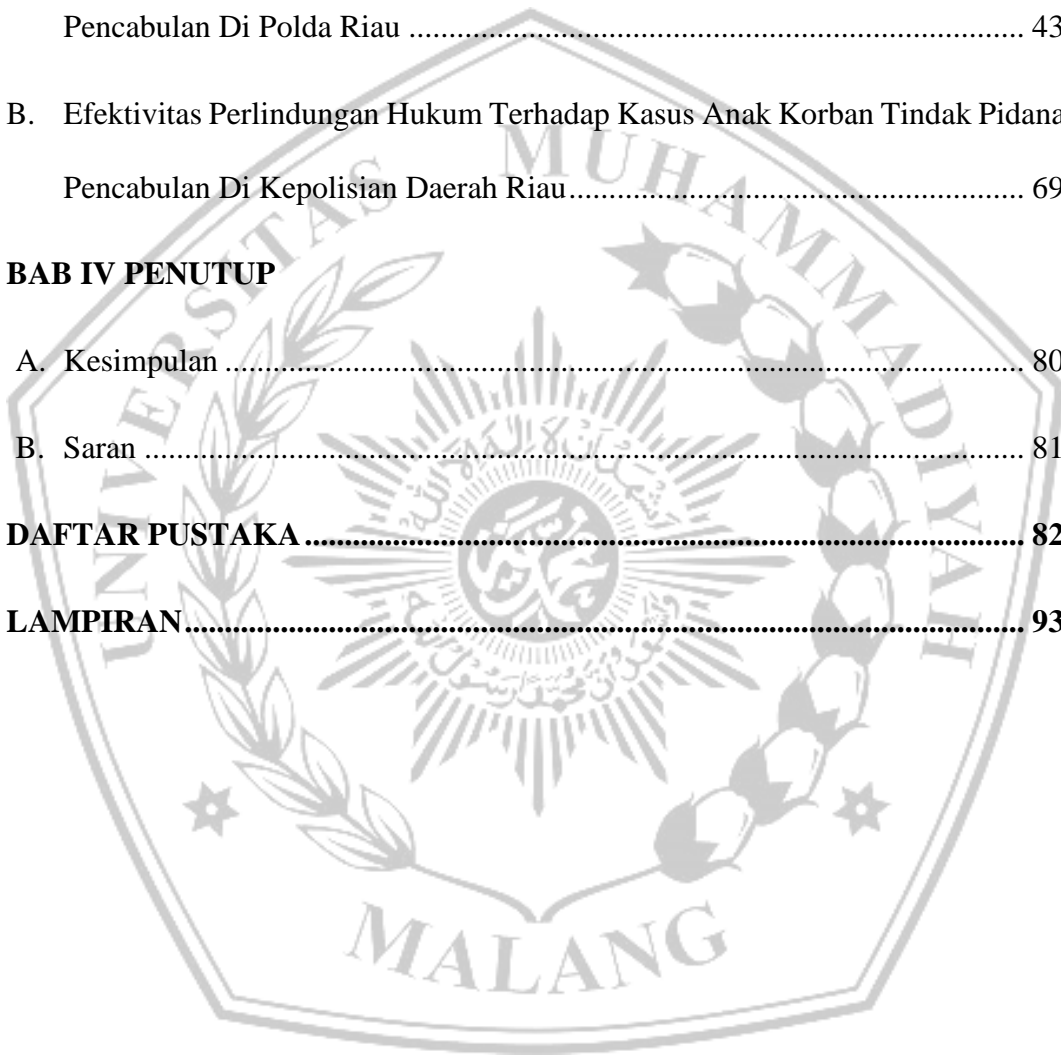 Pencabulan Di Polda Riau ........................................................................ 43
B. Efektivitas Perlindungan Hukum Terhadap Kasus Anak Korban Tindak Pidana
Pencabulan Di Kepolisian Daerah Riau..................................................... 69
BAB IV PENUTUP
A. Kesimpulan ............................................................................................. 80
B. Saran ....................................................................................................... 81
DAFTAR PUSTAKA ................................................................................... 82
LAMPIRAN.................................................................................................. 93
UNIVERSITAS MUHAMMADIYAH
MALANG